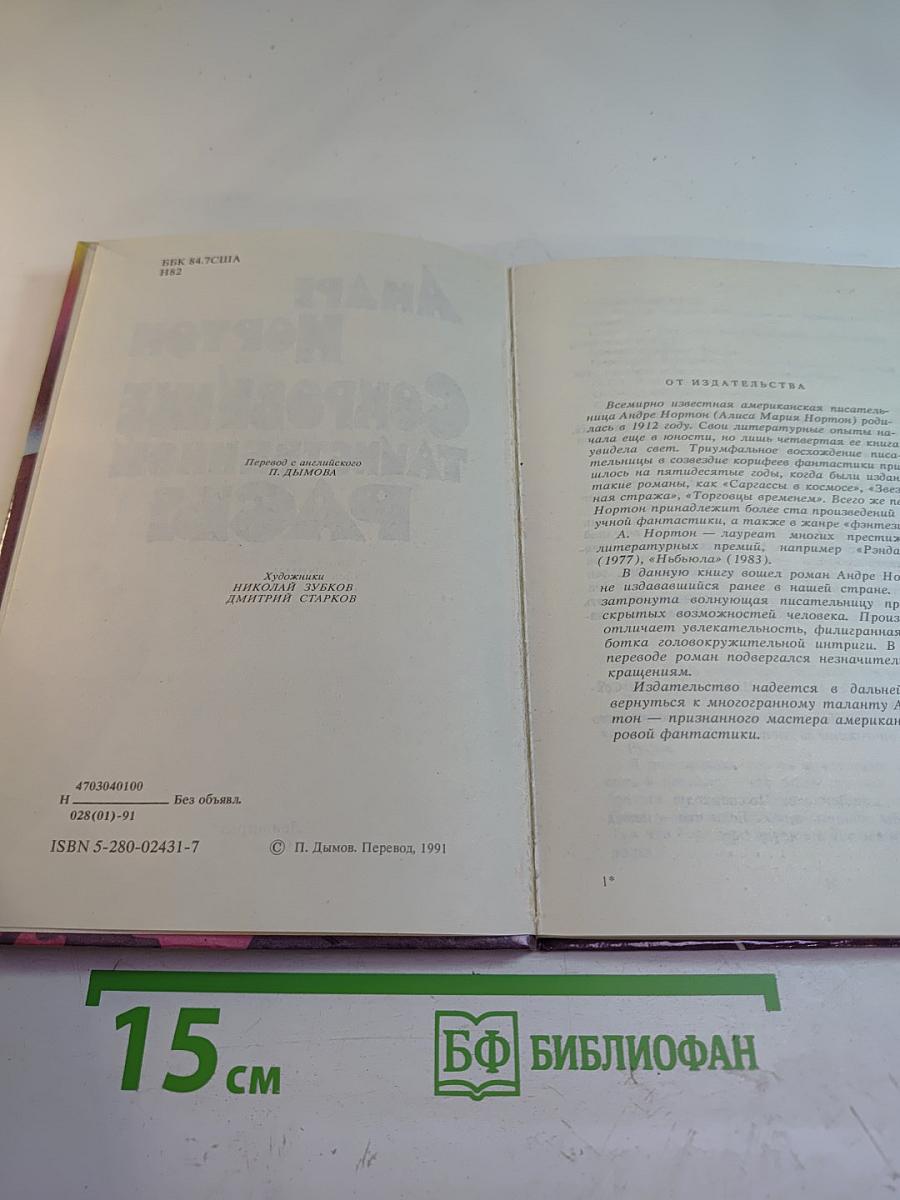 ББК 84.7США
Н82
Перевод с английского
П. ДЫМОВА
Художники
НИКОЛАЙ ЗУБКОВ
ДМИТРИЙ СТАРКОВ
4703040100
Н Без объявл.
028(01)-91
ISBN 5-280-02431-7
© П. Дымов. Перевод, 1991
ОТ ИЗДАТЕЛЬСТВА
Всемирно известная американская писатель-
ница Андре Нортон (Алиса Мария Нортон) роди-
лась в 1912 году. Свои литературные опыты на-
чала еще в юности, но лишь четвертая ее книга
увидела свет. Триумфальное восхождение писа-
тельницы в созвездие корифеев фантастики при
шлось на пятидесятые годы, когда были издан
такие романы, как «Саргассы в космосе», «Звез
ная стража», «Торговцы временем». Всего же пе
Нортон принадлежит более ста произведений
учной фантастики, а также в жанре «фэнтези
А. Нортон — лауреат многих престиж
литературных премий, например «Рэнда
(1977), «Ньбьюла» (1983).
В данную книгу вошел роман Андре Но
не издававшийся ранее в нашей стране.
затронута волнующая писательницу пр
скрытых возможностей человека. Произ
отличает увлекательность, филигранная
ботка головокружительной интриги. В
переводе роман подвергался незначител
кращениям.
Издательство надеется в дальней
вернуться к многогранному таланту А
тон — признанного мастера американ
ровой фантастики.
1*
15 см
БФ БИБЛИОФАН